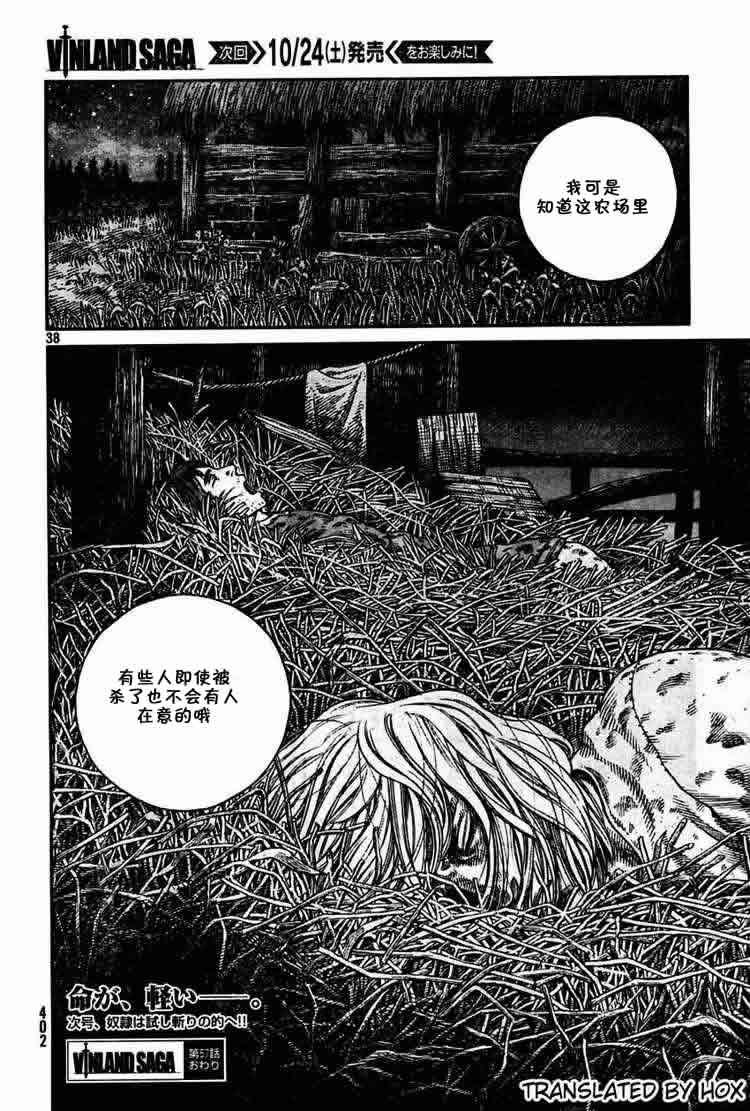 VINLAND SAGA 次回 10/24(土)発売 をお楽しみに!
我可是
知道这农场里
38
有些人即使被
杀了也不会有人
在意的哦
命が、軽い――。
次号、奴隷は試し斬りの的へ!!
VINLAND SAGA 第57話
おわり
402
TRANSLATED BY HOX